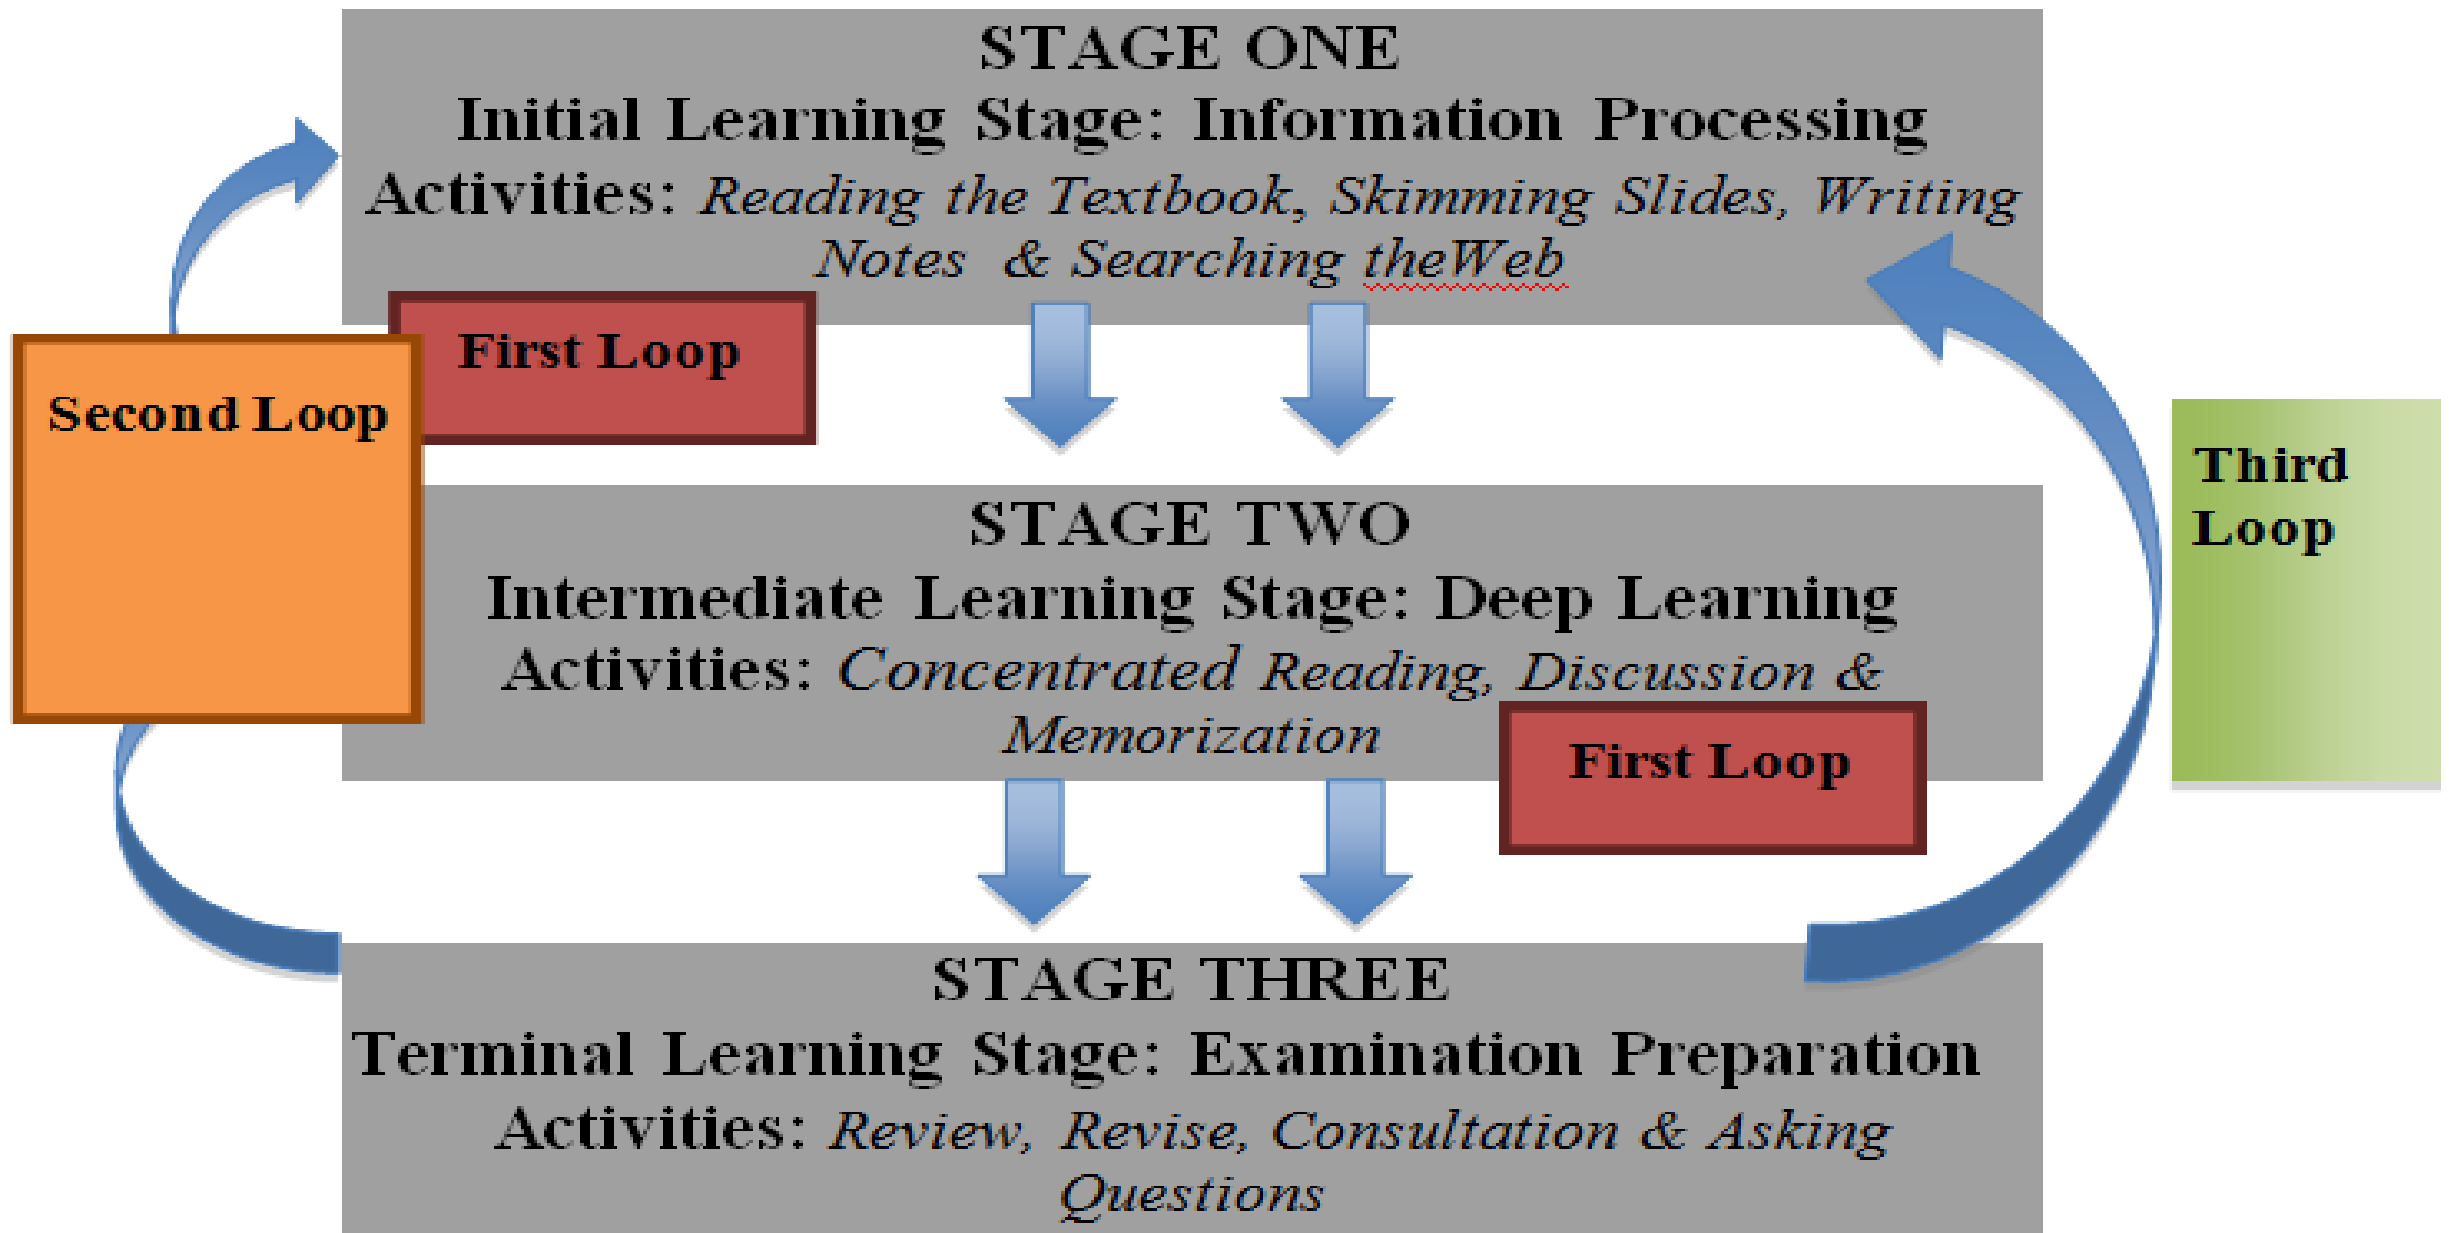 STAGE ONE
Initial Learning Stage: Information Processing
Activities: Reading the Textbook, Skimming Slides, Writing
Notes & Searching theWeb
First Loop
Second Loop
Third
Loop
STAGE TWO
Intermediate Learning Stage: Deep Learning
Activities: Concentrated Reading, Discussion &
Memorization
First Loop
STAGE THREE
Terminal Learning Stage: Examination Preparation
Activities: Review, Revise, Consultation & Asking
Questions